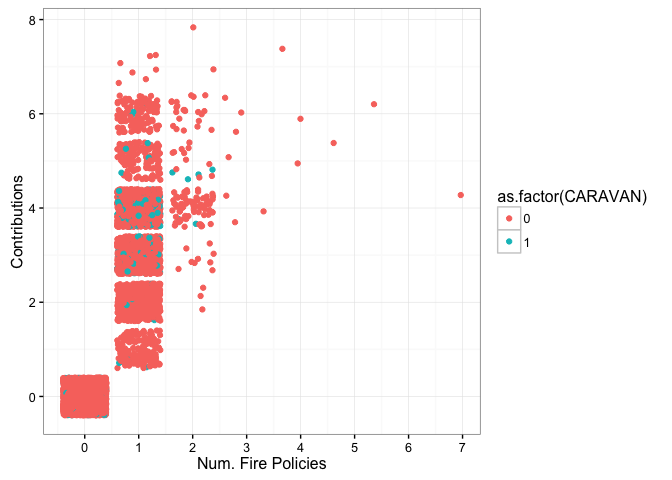 8
6
4
2
0
Contributions
0 1 2 3 4 5 6 7
Num. Fire Policies
as.factor(CARAVAN)
0
1